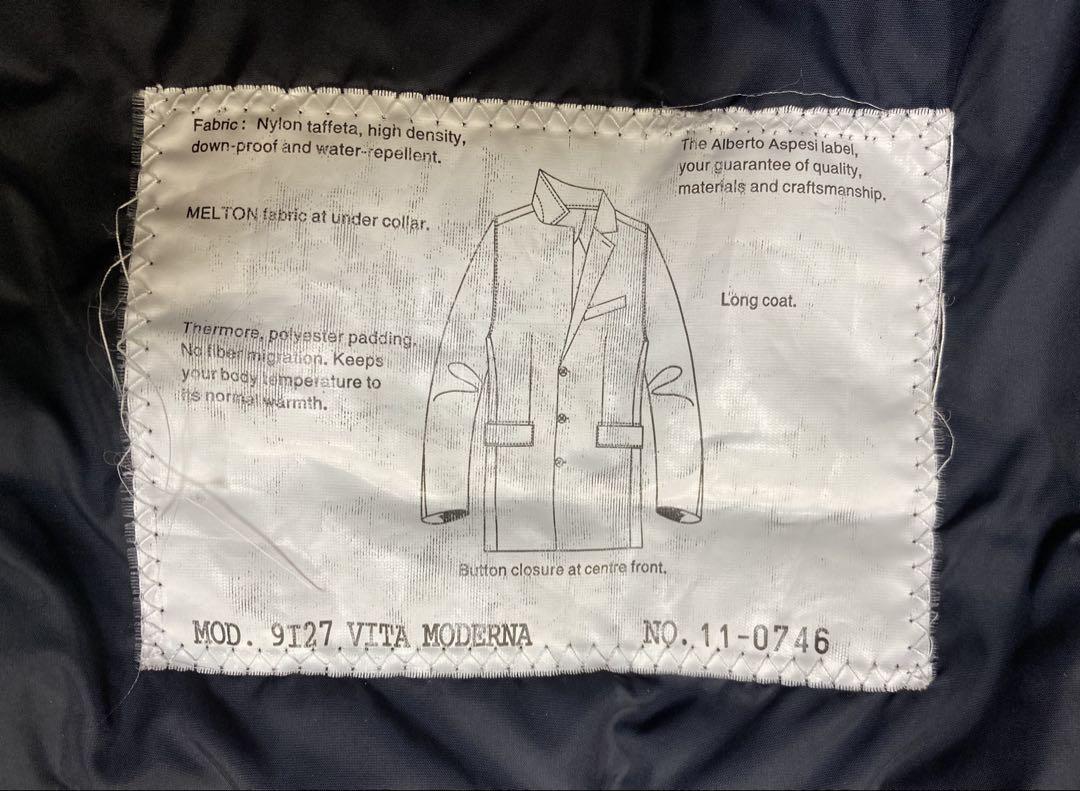 Fabric: Nylon taffeta, high density,
down-proof and water-repellent.
The Alberto Aspesi label,
your guarantee of quality,
materials and craftsmanship.
MELTON fabric at under collar.
Long coat.
Thermore, polyester padding.
No fiber migration. Keeps
your body temperature to
its normal warmth.
Button closure at centre front.
MOD. 9I27 VITA MODERNA
NO. 11-0746